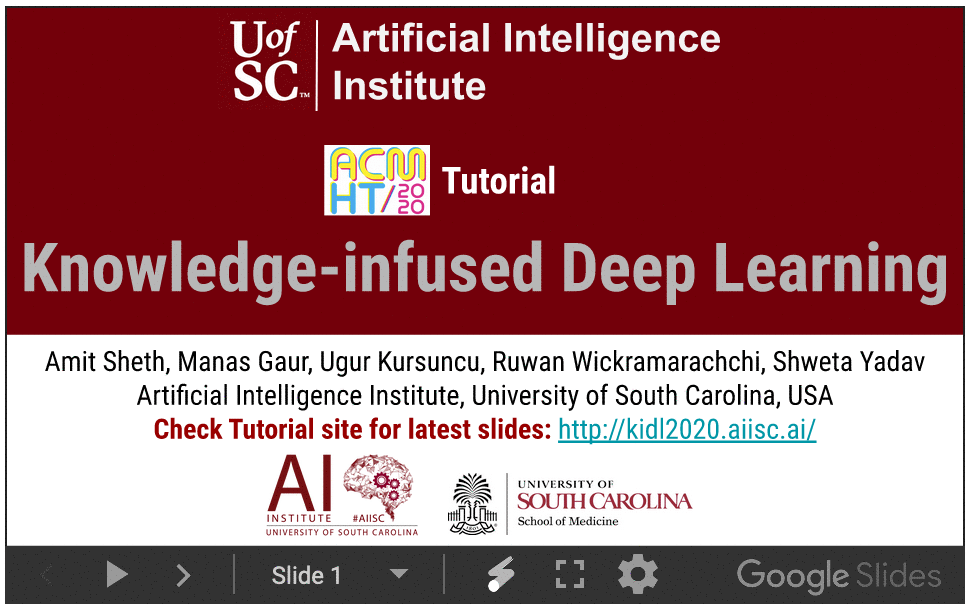 UofSC™
Artificial Intelligence
Institute
ACM
HT/2020
Tutorial
Knowledge-infused Deep Learning
Amit Sheth, Manas Gaur, Ugur Kursuncu, Ruwan Wickramarachchi, Shweta Yadav
Artificial Intelligence Institute, University of South Carolina, USA
Check Tutorial site for latest slides: http://kidl2020.aiisc.ai/
AI
INSTITUTE #AIISC
UNIVERSITY OF SOUTH CAROLINA
UNIVERSITY OF
SOUTH CAROLINA
School of Medicine
Slide 1
Google Slides